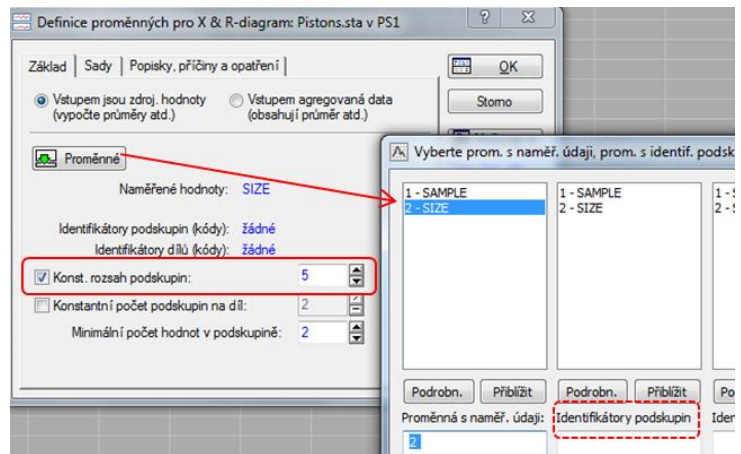 Definice proměnných pro X & R-diagram: Pistons.sta v PS1
Základ Sady Popisky, příčiny a opatření
OK
Vstupem jsou zdroj. hodnoty (vypočte průměry atd.)
Vstupem agregovaná data (obsahují průměr atd.)
Storno
Proměnné
Naměřené hodnoty: SIZE
Identifikátory podskupin (kódy): žádné
Identifikátory dílů (kódy): žádné
Konst. rozsah podskupin: 5
Konstantní počet podskupin na díl: 2
Minimální počet hodnot v podskupině: 2
Vyberte prom. s naměř. údaji, prom. s identif. podsk
1 - SAMPLE
2 - SIZE
1 - SAMPLE
2 - SIZE
Podrobn. Přiblížit Podrobn. Přiblížit
Proměnná s naměř. údaji: Identifikátory podskupin
2